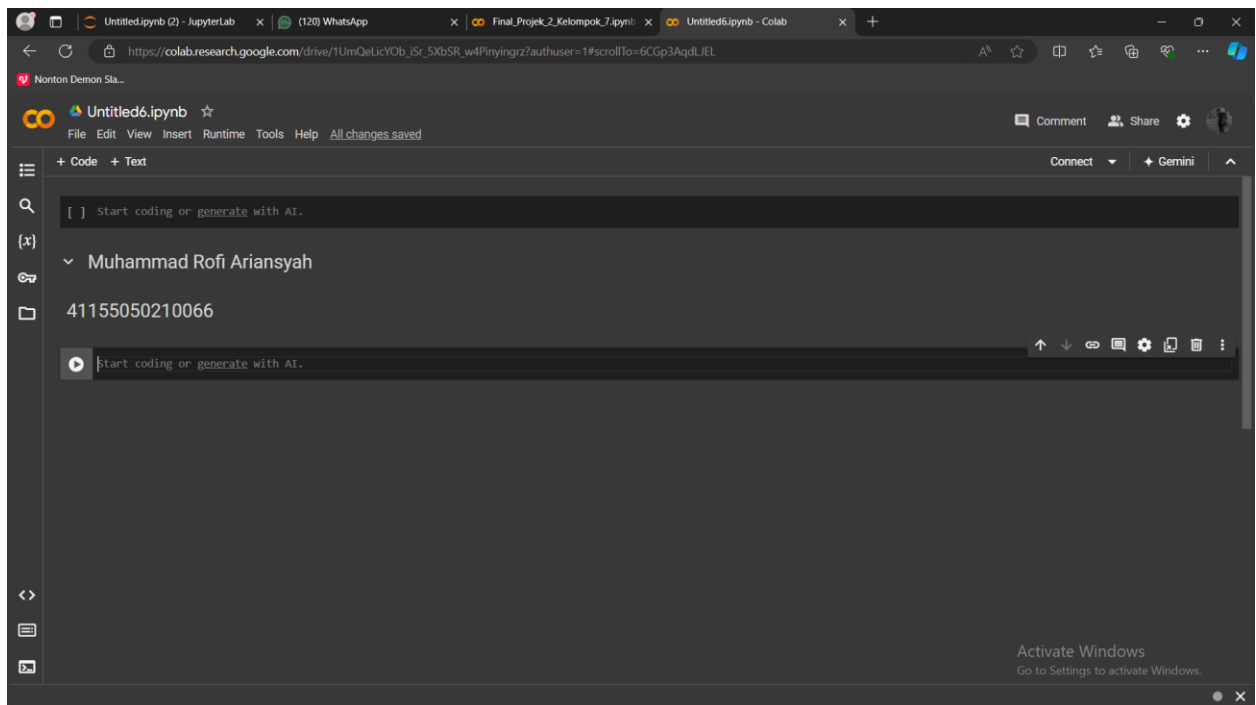 Untitled.ipynb (2) - JupyterLab
(120) WhatsApp
Final_Projek_2_Kelompok_7.ipynb
Untitled6.ipynb - Colab
https://colab.research.google.com/drive/1UmQeLicYOb_iSr_5XbSR_w4Pinyingrz?authuser=1#scrollTo=6CGp3AqdLJEL
Nonton Demon Sla...
Untitled6.ipynb
File Edit View Insert Runtime Tools Help All changes saved
Comment Share
+ Code + Text
Connect Gemini
[ ] Start coding or generate with AI.
{x}
Muhammad Rofi Ariansyah
41155050210066
Start coding or generate with AI.
Activate Windows
Go to Settings to activate Windows.